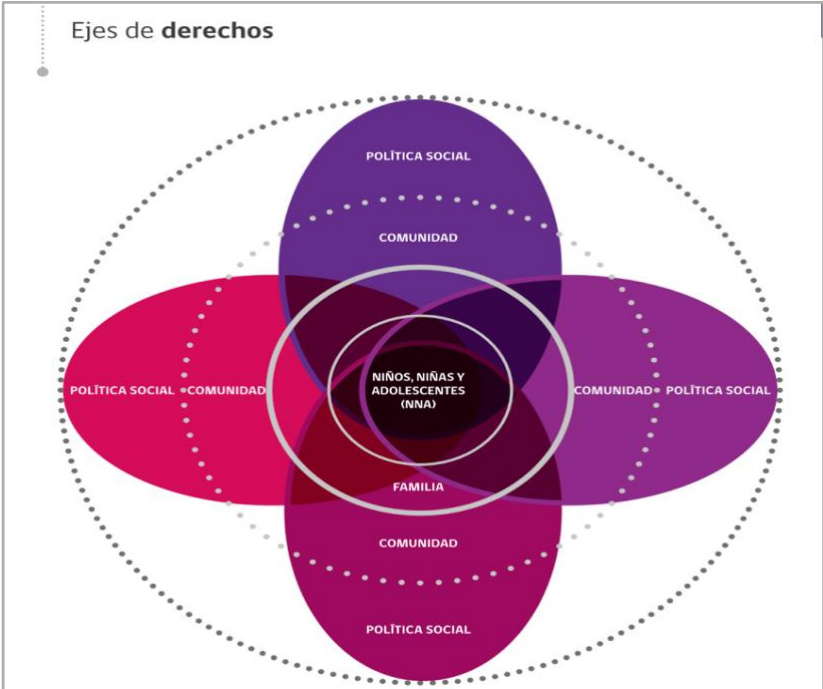 Ejes de derechos
POLÍTICA SOCIAL
COMUNIDAD
POLÍTICA SOCIAL
COMUNIDAD
NIÑOS, NIÑAS Y
ADOLESCENTES
(NNA)
COMUNIDAD
POLÍTICA SOCIAL
FAMILIA
COMUNIDAD
POLÍTICA SOCIAL